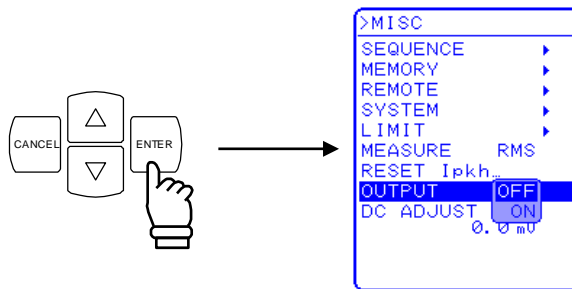 CANCEL
ENTER
>MISC
SEQUENCE
MEMORY
REMOTE
SYSTEM
LIMIT
MEASURE RMS
RESET Ipkh…
OUTPUT OFF
DC ADJUST ON
0.0 mV